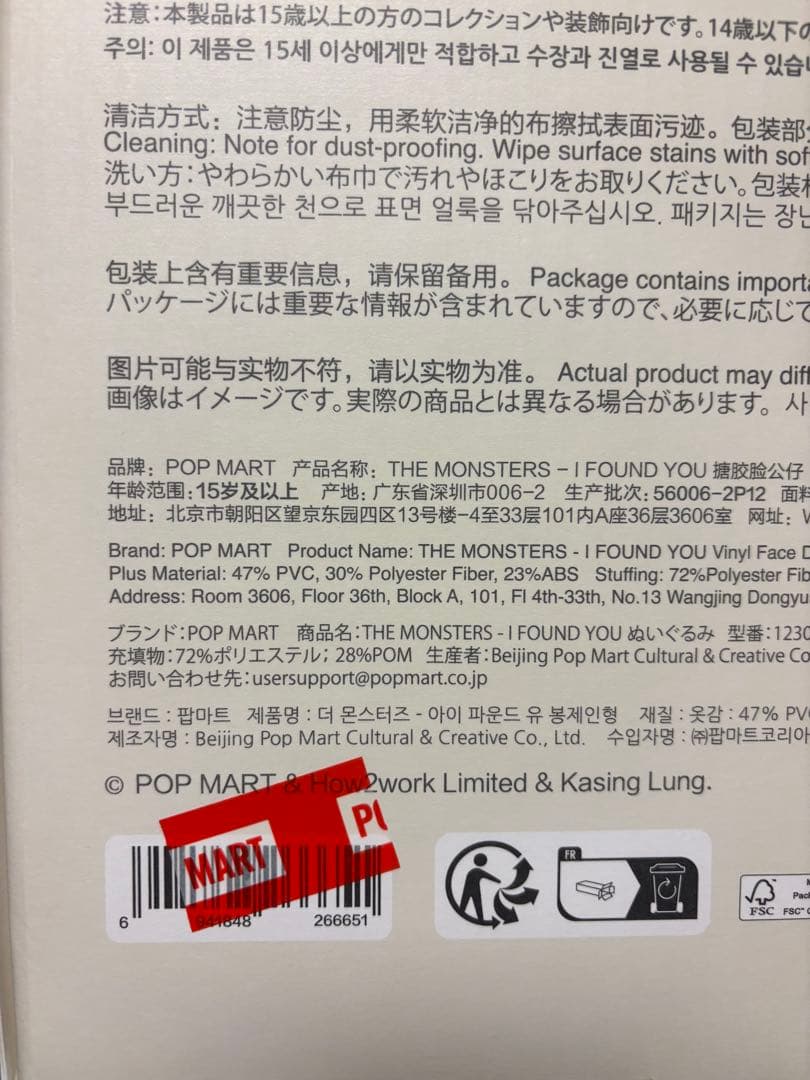 注意:本製品は15歳以上の方のコレクションや装飾向けです。14歳以下の
주의: 이 제품은 15세 이상에게만 적합하고 수장과 진열로 사용될 수 있습니
清洁方式：注意防尘，用柔软洁净的布擦拭表面污迹。包装部分
Cleaning: Note for dust-proofing. Wipe surface stains with sof
洗い方:やわらかい布巾で汚れやほこりをお取りください。包装材
부드러운 깨끗한 천으로 표면 얼룩을 닦아주십시오. 패키지는 장난
包装上含有重要信息，请保留备用。 Package contains importa
パッケージには重要な情報が含まれていますので、必要に応じて
图片可能与实物不符，请以实物为准。 Actual product may diff
画像はイメージです。実際の商品とは異なる場合があります。 사
品牌: POP MART 产品名称: THE MONSTERS – I FOUND YOU 搪胶脸公仔
年龄范围:15岁及以上 产地:广东省深圳市006-2 生产批次:56006-2P12 面料
地址: 北京市朝阳区望京东园四区13号楼-4至33层101内A座36层3606室 网址: W
Brand: POP MART Product Name: THE MONSTERS - I FOUND YOU Vinyl Face D
Plus Material: 47% PVC, 30% Polyester Fiber, 23%ABS Stuffing: 72%Polyester Fib
Address: Room 3606, Floor 36th, Block A, 101, Fl 4th-33th, No.13 Wangjing Dongyu
ブランド:POP MART 商品名:THE MONSTERS - I FOUND YOU ぬいぐるみ 型番:1230
充填物:72%ポリエステル; 28%POM 生産者:Beijing Pop Mart Cultural & Creative Co
お問い合わせ先:usersupport@popmart.co.jp
브랜드 : 팝마트 제품명 : 더 몬스터즈 - 아이 파운드 유 봉제인형 재질 : 옷감 : 47% PVC
제조자명 : Beijing Pop Mart Cultural & Creative Co., Ltd. 수입자명 : ㈜팝마트코리아
© POP MART & How2work Limited & Kasing Lung.
MART PO
6 941848 266651
FR
FSC
FSC™ C